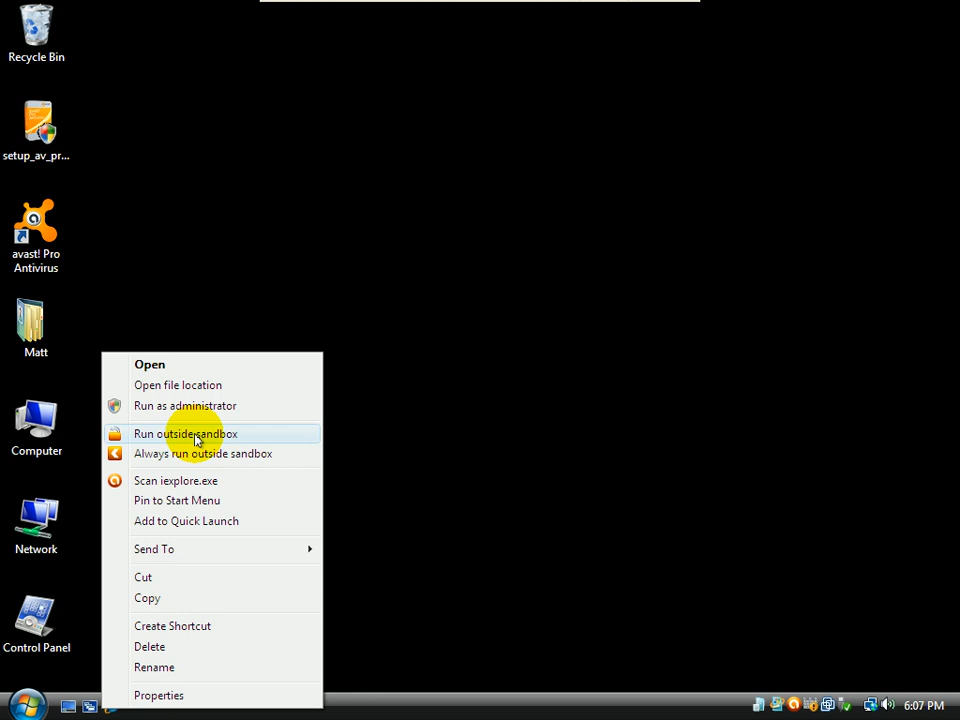 Recycle Bin
setup_av_pr...
avast! Pro
Antivirus
Matt
Computer
Network
Control Panel
Open
Open file location
Run as administrator
Run outside sandbox
Always run outside sandbox
Scan iexplore.exe
Pin to Start Menu
Add to Quick Launch
Send To
Cut
Copy
Create Shortcut
Delete
Rename
Properties
6:07 PM